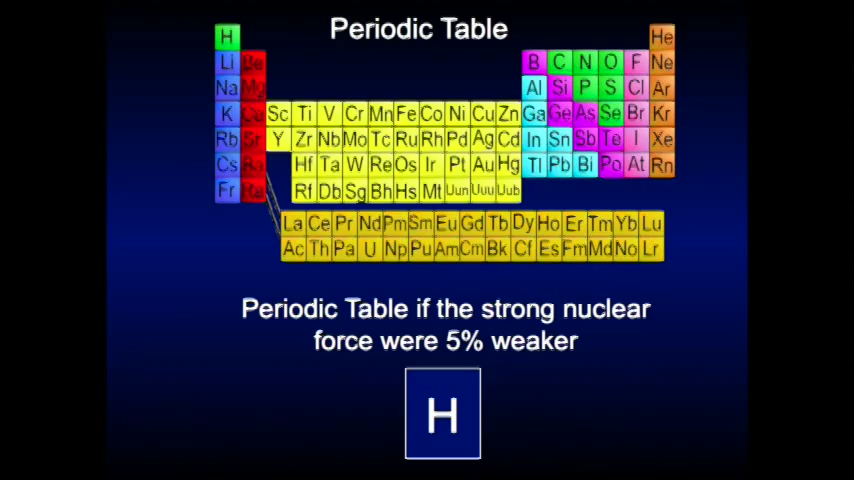 Periodic Table
H He
Li Be B C N O F Ne
Na Mg Al Si P S Cl Ar
K Ca Sc Ti V Cr Mn Fe Co Ni Cu Zn Ga Ge As Se Br Kr
Rb Sr Y Zr Nb Mo Tc Ru Rh Pd Ag Cd In Sn Sb Te I Xe
Cs Ba Hf Ta W Re Os Ir Pt Au Hg Tl Pb Bi Po At Rn
Fr Ra Rf Db Sg Bh Hs Mt Uun Uuu Uub
La Ce Pr Nd Pm Sm Eu Gd Tb Dy Ho Er Tm Yb Lu
Ac Th Pa U Np Pu Am Cm Bk Cf Es Fm Md No Lr
Periodic Table if the strong nuclear
force were 5% weaker
H